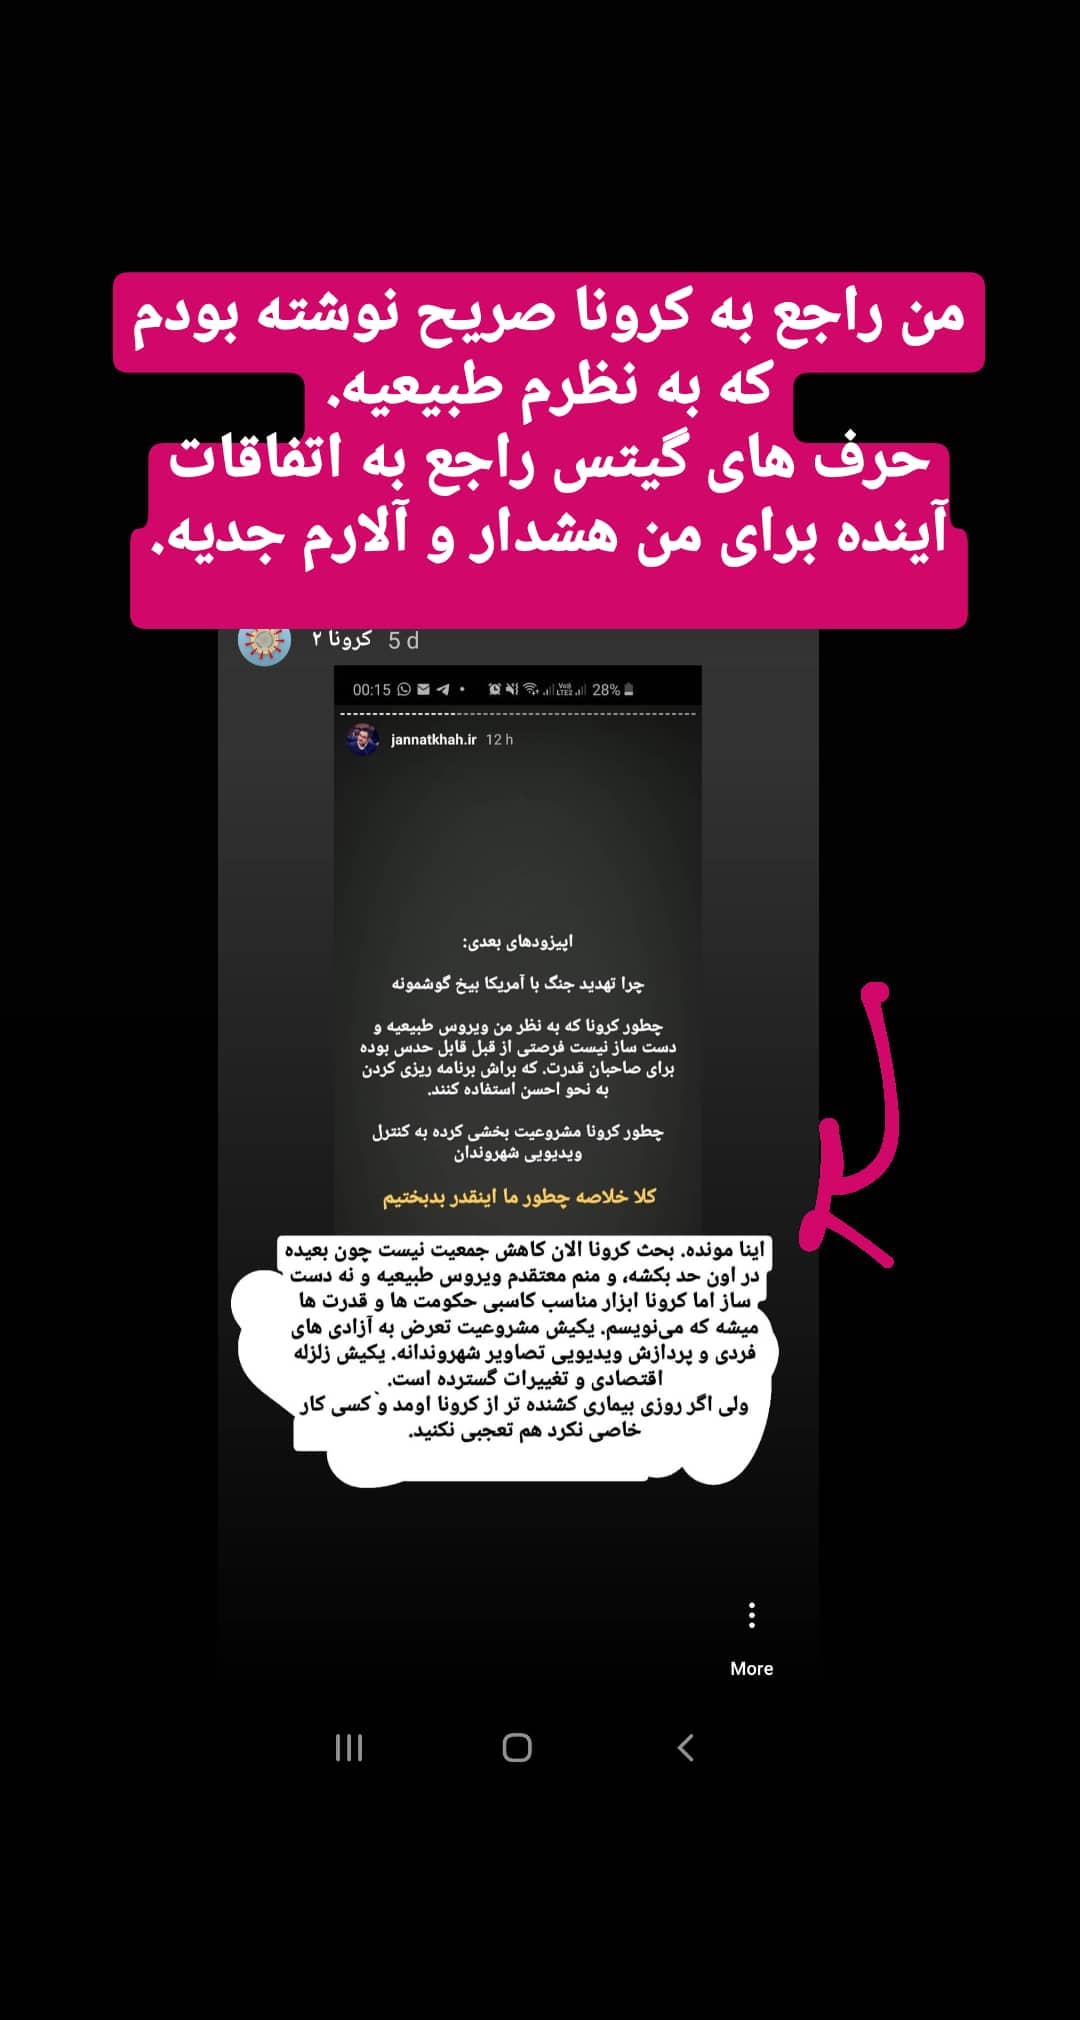 من راجع به کرونا صریح نوشته بودم
که به نظرم طبیعیه.
حرف های گیتس راجع به اتفاقات
آینده برای من هشدار و آلارم جدیه.
کرونا ۲ 5 d
00:15 28%
jannatkhah.ir 12 h
اپیزودهای بعدی:
چرا تهدید جنگ با آمریکا بیخ گوشمونه
چطور کرونا که به نظر من ویروس طبیعیه و
دست ساز نیست فرصتی از قبل قابل حدس بوده
برای صاحبان قدرت. که براش برنامه ریزی کردن
به نحو احسن استفاده کنند.
چطور کرونا مشروعیت بخشی کرده به کنترل
ویدیویی شهروندان
کلا خلاصه چطور ما اینقدر بدبختیم
اینا مونده. بحث کرونا الان کاهش جمعیت نیست چون بعیده
در اون حد بکشه، و منم معتقدم ویروس طبیعیه و نه دست
ساز اما کرونا ابزار مناسب کاسبی حکومت ها و قدرت ها
میشه که می‌نویسم. یکیش مشروعیت تعرض به آزادی های
فردی و پردازش ویدیویی تصاویر شهروندانه. یکیش زلزله
اقتصادی و تغییرات گسترده است.
ولی اگر روزی بیماری کشنده تر از کرونا اومد و کسی کار
خاصی نکرد هم تعجبی نکنید.
More